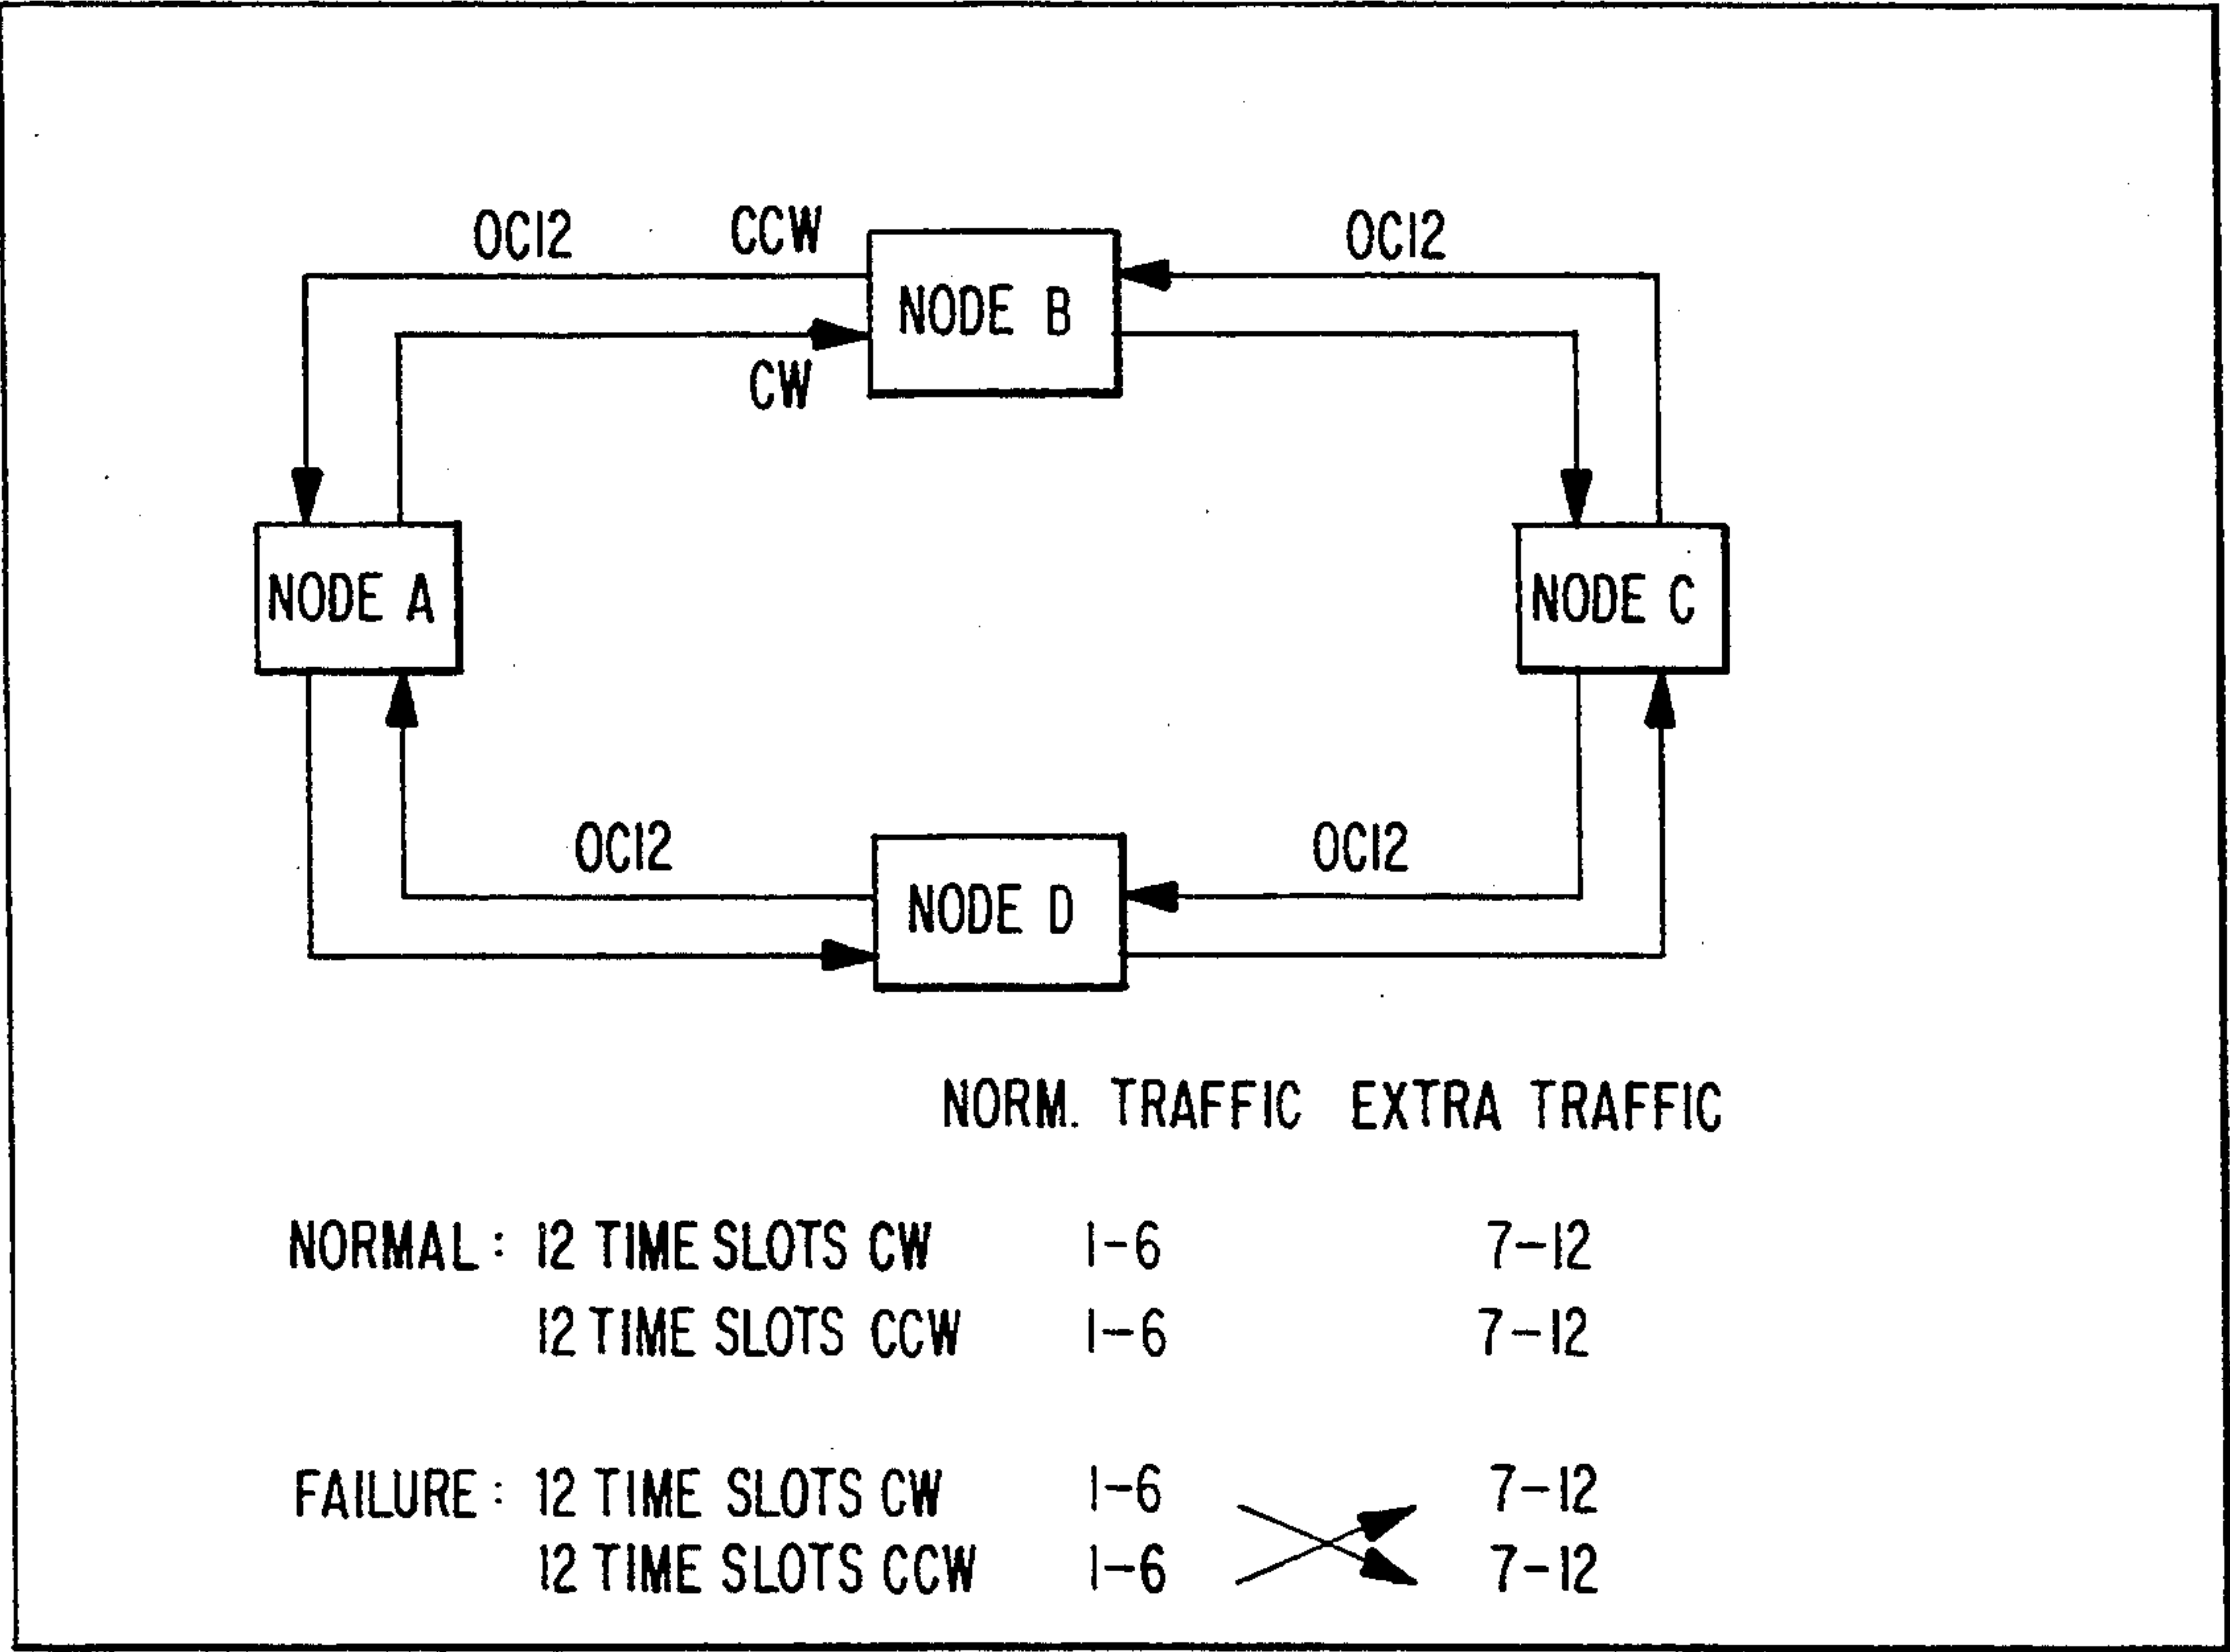 OC12
CCW
OC12
NODE B
CW
NODE A
NODE C
OC12
OC12
NODE D
NORM. TRAFFIC EXTRA TRAFFIC
NORMAL: 12 TIME SLOTS CW 1-6 7-12
12 TIME SLOTS CCW 1-6 7-12
FAILURE: 12 TIME SLOTS CW 1-6 7-12
12 TIME SLOTS CCW 1-6 7-12